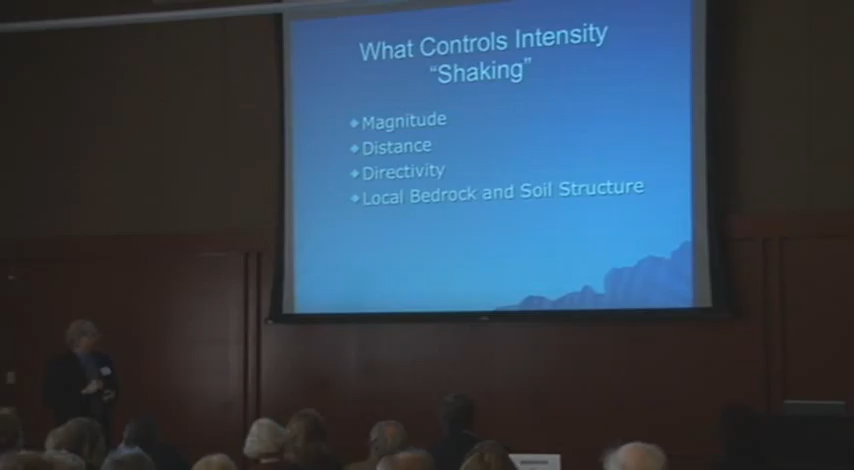 What Controls Intensity
“Shaking”
Magnitude
Distance
Directivity
Local Bedrock and Soil Structure